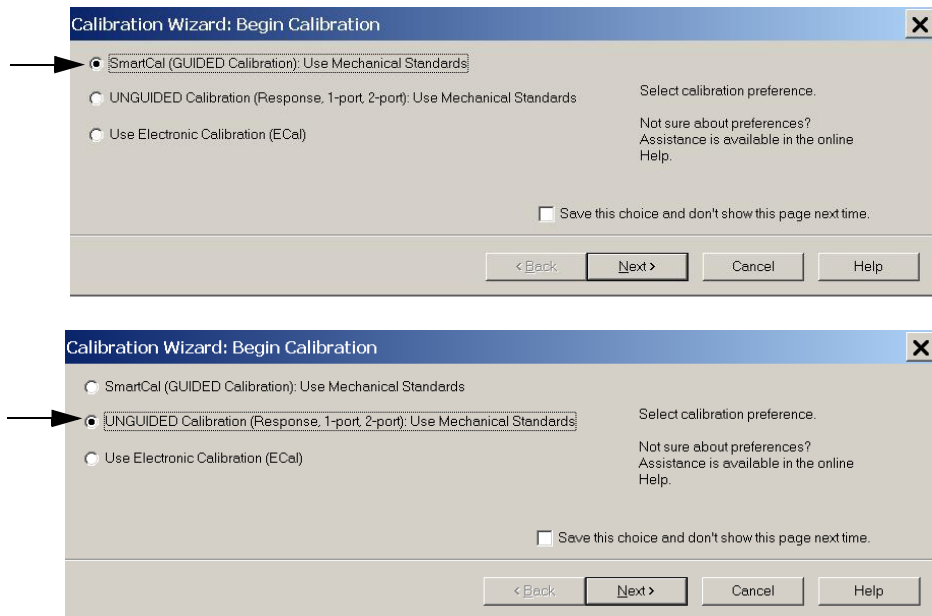 Calibration Wizard: Begin Calibration
SmartCal (GUIDED Calibration): Use Mechanical Standards
UNGUIDED Calibration (Response, 1-port, 2-port): Use Mechanical Standards
Use Electronic Calibration (ECal)
Select calibration preference.
Not sure about preferences?
Assistance is available in the online
Help.
Save this choice and don't show this page next time.
< Back
Next >
Cancel
Help
Calibration Wizard: Begin Calibration
SmartCal (GUIDED Calibration): Use Mechanical Standards
UNGUIDED Calibration (Response, 1-port, 2-port): Use Mechanical Standards
Use Electronic Calibration (ECal)
Select calibration preference.
Not sure about preferences?
Assistance is available in the online
Help.
Save this choice and don't show this page next time.
< Back
Next >
Cancel
Help